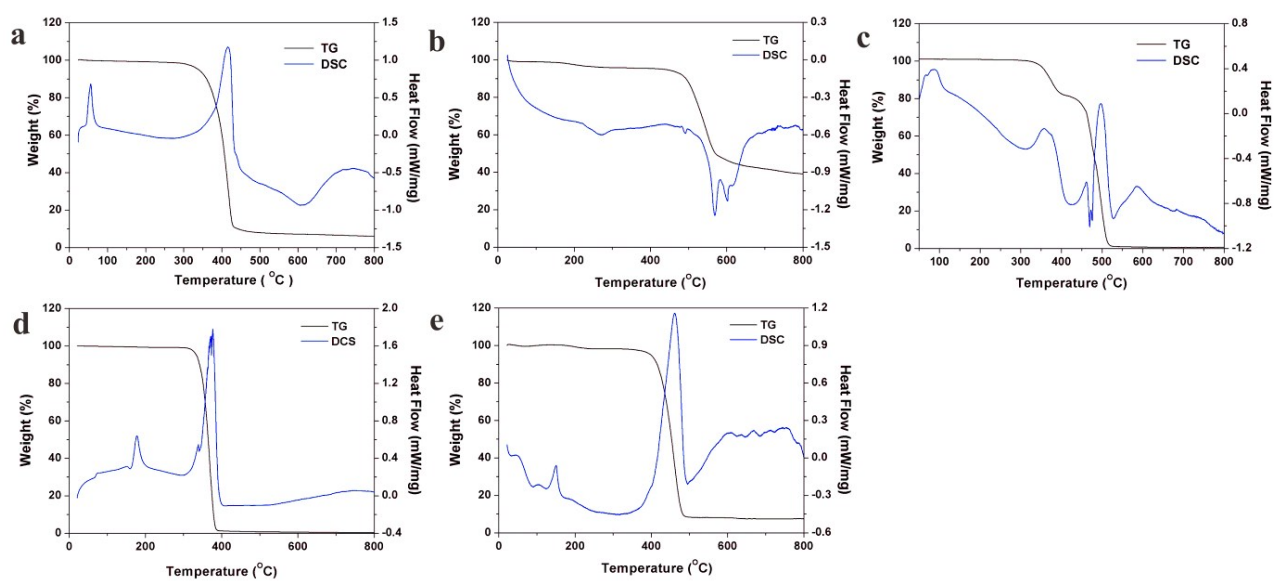 a
TG
DSC
Weight (%)
Heat Flow (mW/mg)
Temperature ( °C )
120
100
80
60
40
20
0
1.5
1.0
0.5
0.0
-0.5
-1.0
-1.5
0 100 200 300 400 500 600 700 800
b
TG
DSC
Weight (%)
Heat Flow (mW/mg)
Temperature (°C)
120
100
80
60
40
20
0
0.3
0.0
-0.3
-0.6
-0.9
-1.2
-1.5
0 200 400 600 800
c
TG
DSC
Weight (%)
Heat Flow (mW/mg)
Temperature (°C)
120
100
80
60
40
20
0
0.8
0.4
0.0
-0.4
-0.8
-1.2
100 200 300 400 500 600 700 800
d
TG
DCS
Weight (%)
Heat Flow (mW/mg)
Temperature (°C)
120
100
80
60
40
20
0
2.0
1.6
1.2
0.8
0.4
0.0
-0.4
0 200 400 600 800
e
TG
DSC
Weight (%)
Heat Flow (mW/mg)
Temperature (°C)
120
100
80
60
40
20
0
1.2
0.9
0.6
0.3
0.0
-0.3
-0.6
0 200 400 600 800